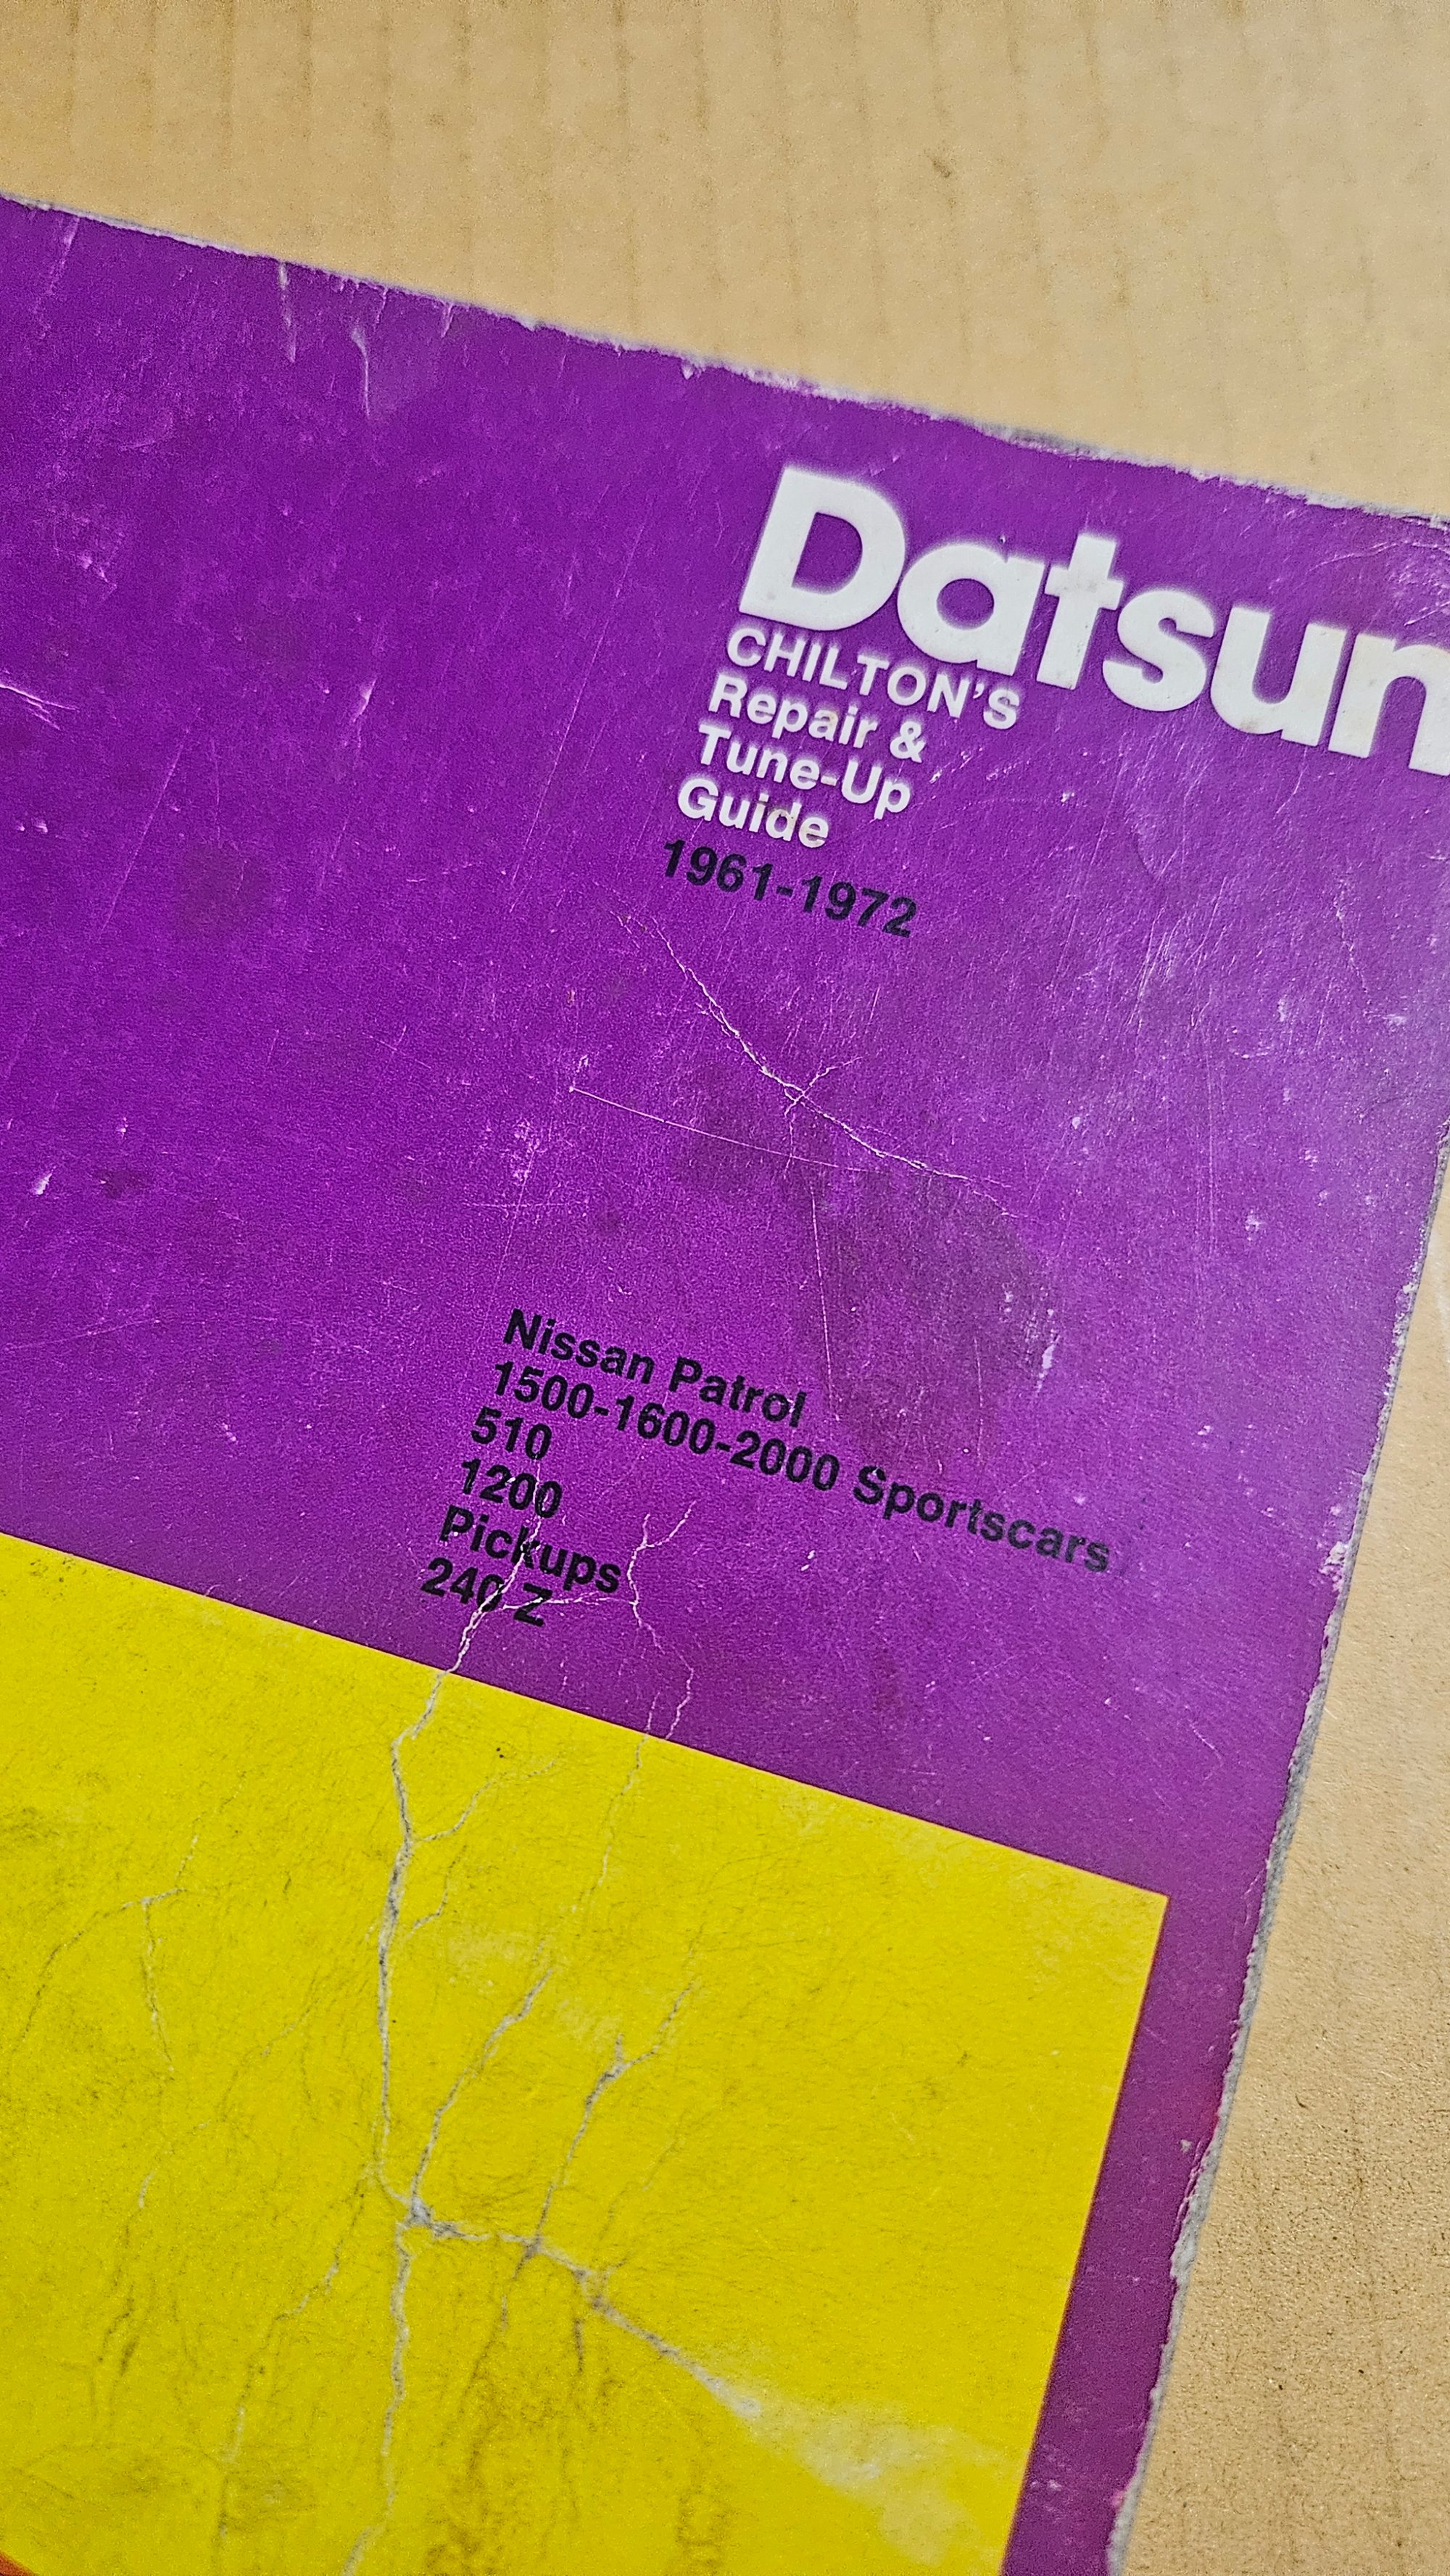 Datsun
CHILTON'S
Repair &
Tune-Up
Guide
1961-1972
Nissan Patrol
1500-1600-2000 Sportscars
510
1200
Pickups
240 Z